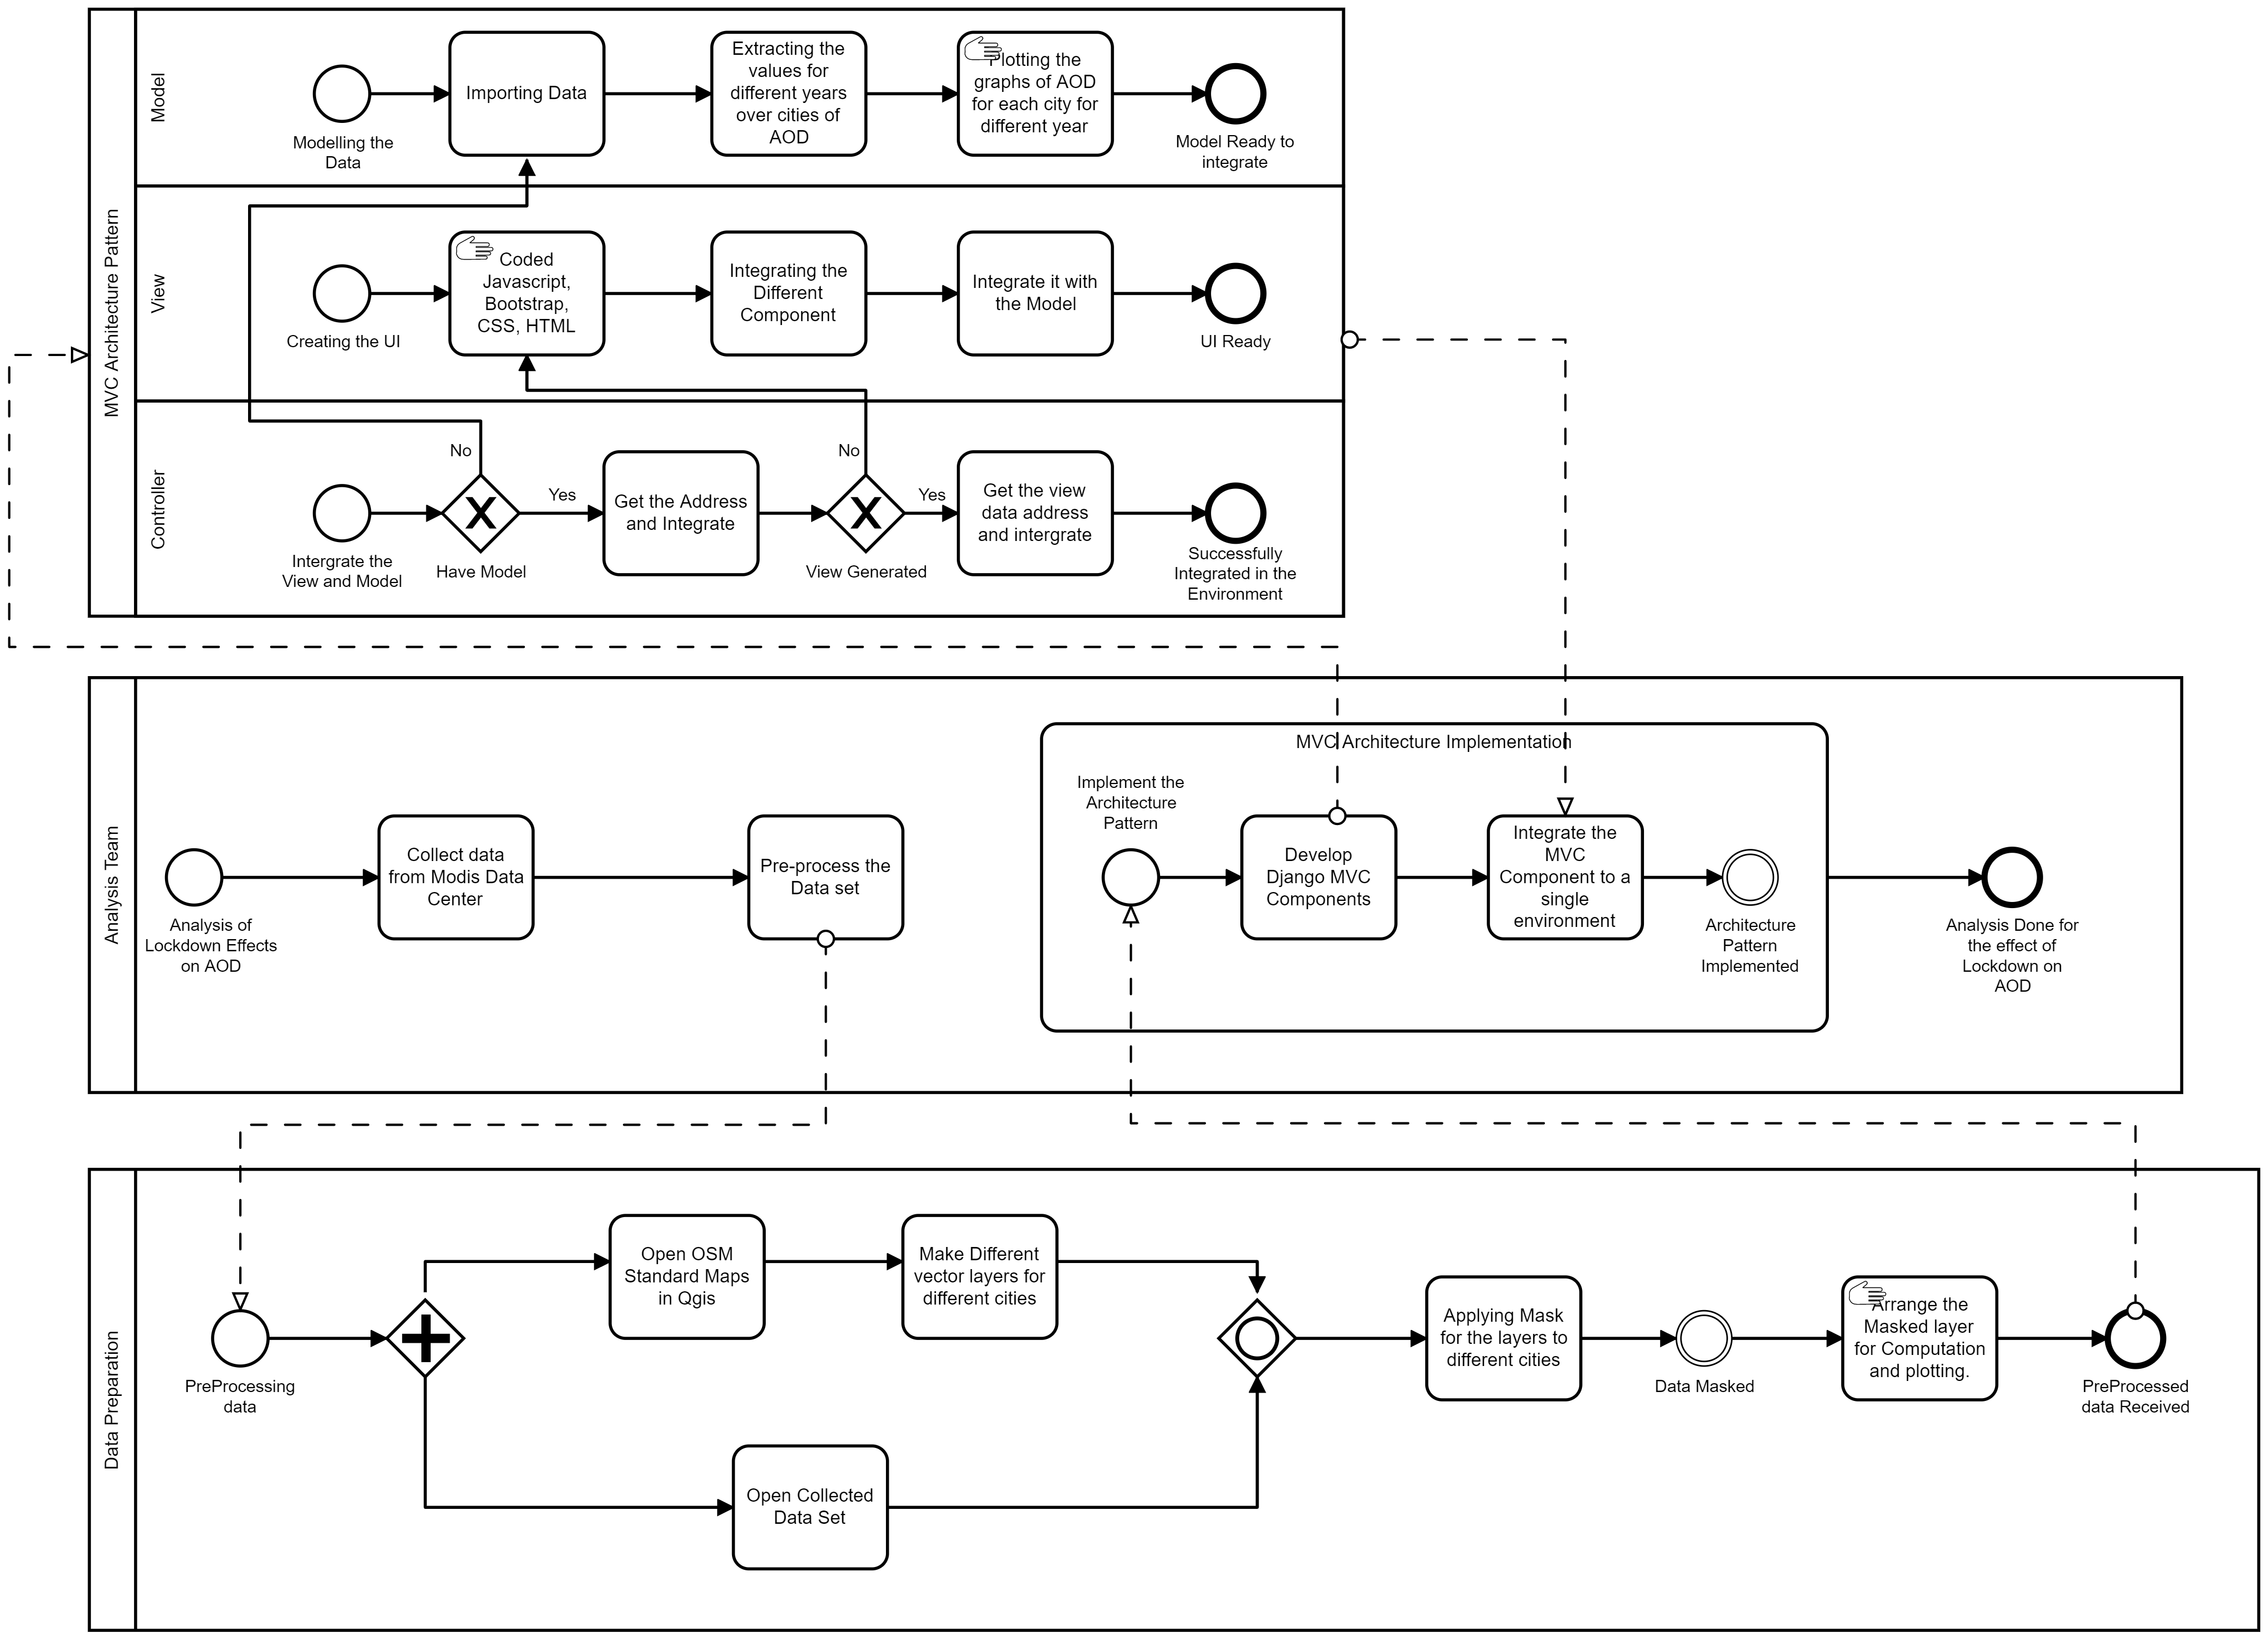 MVC Architecture Pattern
Model
Modelling the
Data
Importing Data
Extracting the
values for
different years
over cities of
AOD
Plotting the
graphs of AOD
for each city for
different year
Model Ready to
integrate
View
Creating the UI
Coded
Javascript,
Bootstrap,
CSS, HTML
Integrating the
Different
Component
Integrate it with
the Model
UI Ready
Controller
Intergrate the
View and Model
No
Have Model
Yes
Get the Address
and Integrate
No
View Generated
Yes
Get the view
data address
and intergrate
Successfully
Integrated in the
Environment
Analysis Team
Analysis of
Lockdown Effects
on AOD
Collect data
from Modis Data
Center
Pre-process the
Data set
MVC Architecture Implementation
Implement the
Architecture
Pattern
Develop
Django MVC
Components
Integrate the
MVC
Component to a
single
environment
Architecture
Pattern
Implemented
Analysis Done for
the effect of
Lockdown on
AOD
Data Preparation
PreProcessing
data
Open OSM
Standard Maps
in Qgis
Make Different
vector layers for
different cities
Open Collected
Data Set
Applying Mask
for the layers to
different cities
Data Masked
Arrange the
Masked layer
for Computation
and plotting.
PreProcessed
data Received